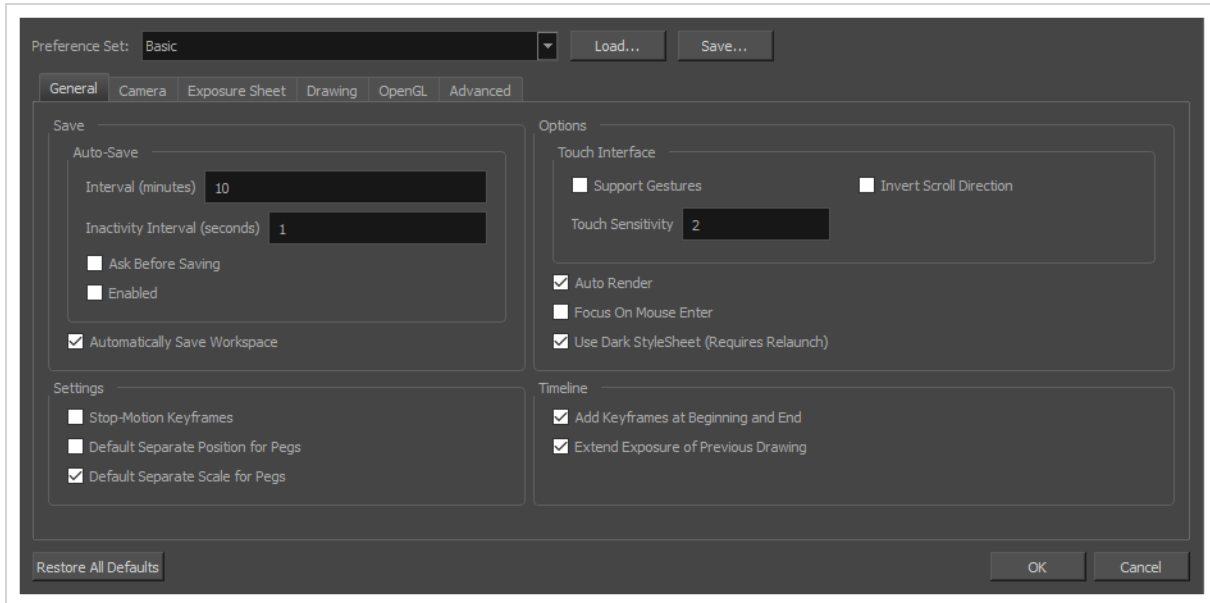 Preference Set: Basic Load... Save...
General Camera Exposure Sheet Drawing OpenGL Advanced
Save
Auto-Save
Interval (minutes) 10
Inactivity Interval (seconds) 1
Ask Before Saving
Enabled
Automatically Save Workspace
Options
Touch Interface
Support Gestures Invert Scroll Direction
Touch Sensitivity 2
Auto Render
Focus On Mouse Enter
Use Dark StyleSheet (Requires Relaunch)
Settings
Stop-Motion Keyframes
Default Separate Position for Pegs
Default Separate Scale for Pegs
Timeline
Add Keyframes at Beginning and End
Extend Exposure of Previous Drawing
Restore All Defaults OK Cancel